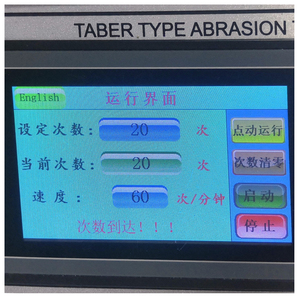 TABER TYPE ABRASION T
English
运行界面
设定次数：20 次
点动运行
当前次数：20 次
次数清零
速度：60 次/分钟
启动
次数到达！！！
停止